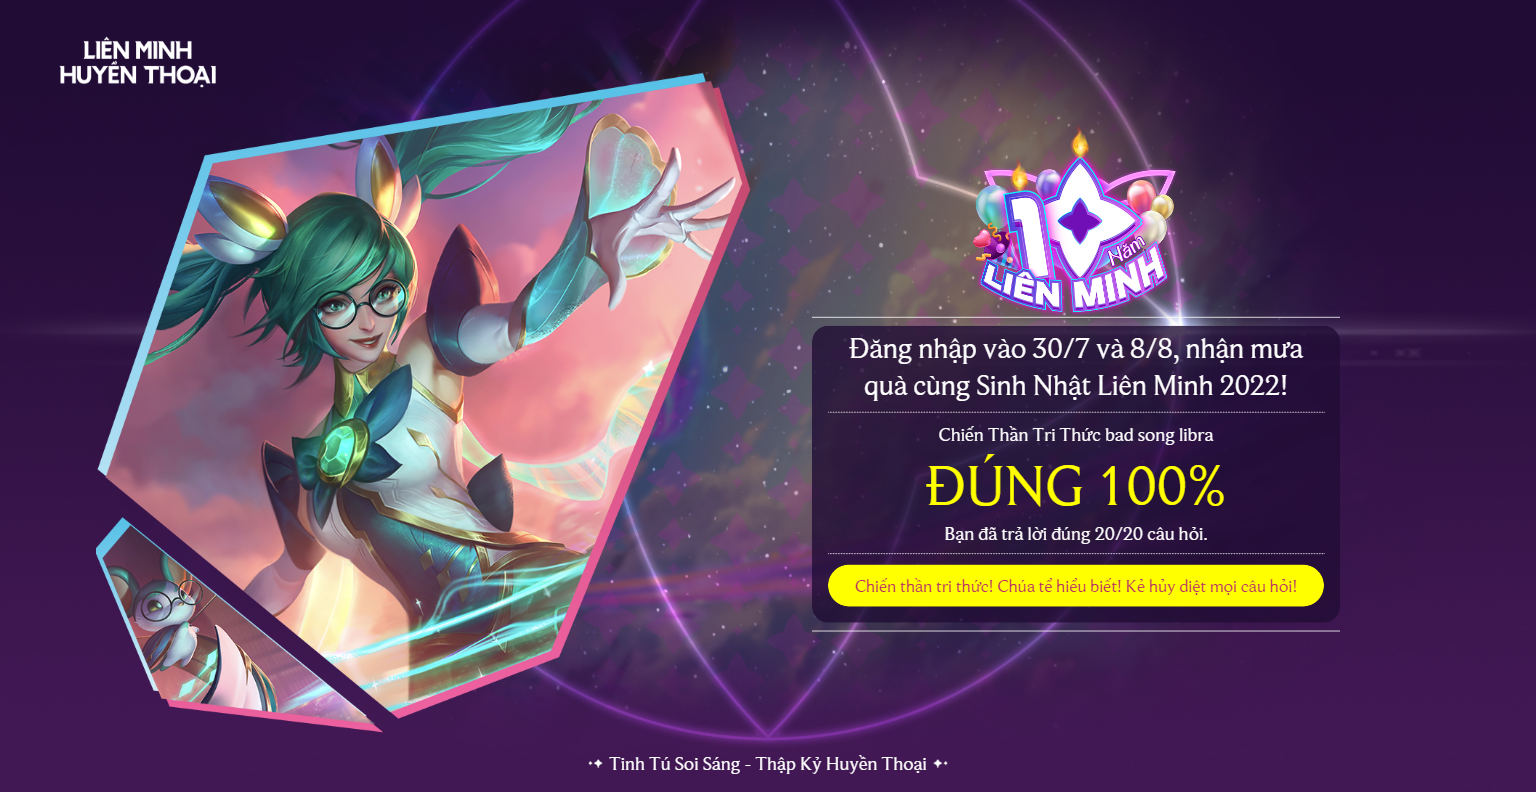 LIÊN MINH
HUYỀN THOẠI
10
Năm
LIÊN MINH
Đăng nhập vào 30/7 và 8/8, nhận mưa
quà cùng Sinh Nhật Liên Minh 2022!
Chiến Thần Tri Thức bad song libra
ĐÚNG 100%
Bạn đã trả lời đúng 20/20 câu hỏi.
Chiến thần tri thức! Chúa tể hiểu biết! Kẻ hủy diệt mọi câu hỏi!
Tinh Tú Soi Sáng - Thập Kỷ Huyền Thoại